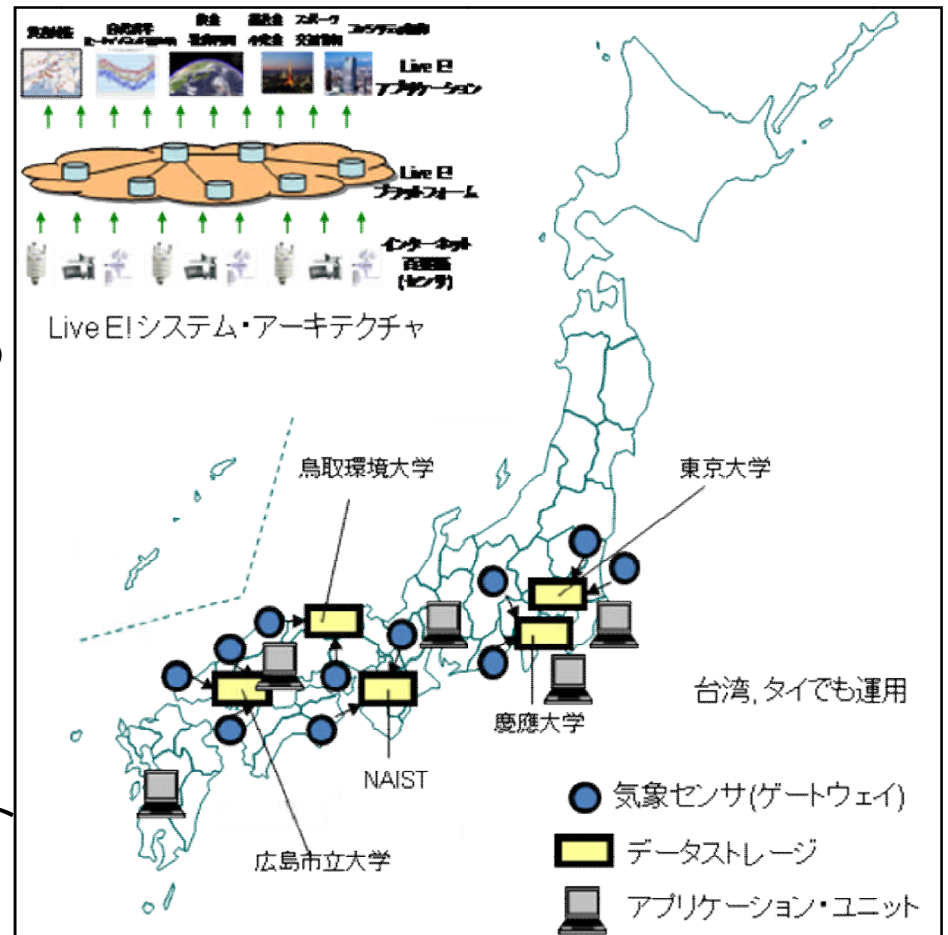 Live E!
アプリケーション
Live E!
プラットフォーム
インターネット
百葉箱
(センサ)
Live E!システム・アーキテクチャ
鳥取環境大学
東京大学
台湾, タイでも運用
慶應大学
NAIST
広島市立大学
気象センサ(ゲートウェイ)
データストレージ
アプリケーション・ユニット